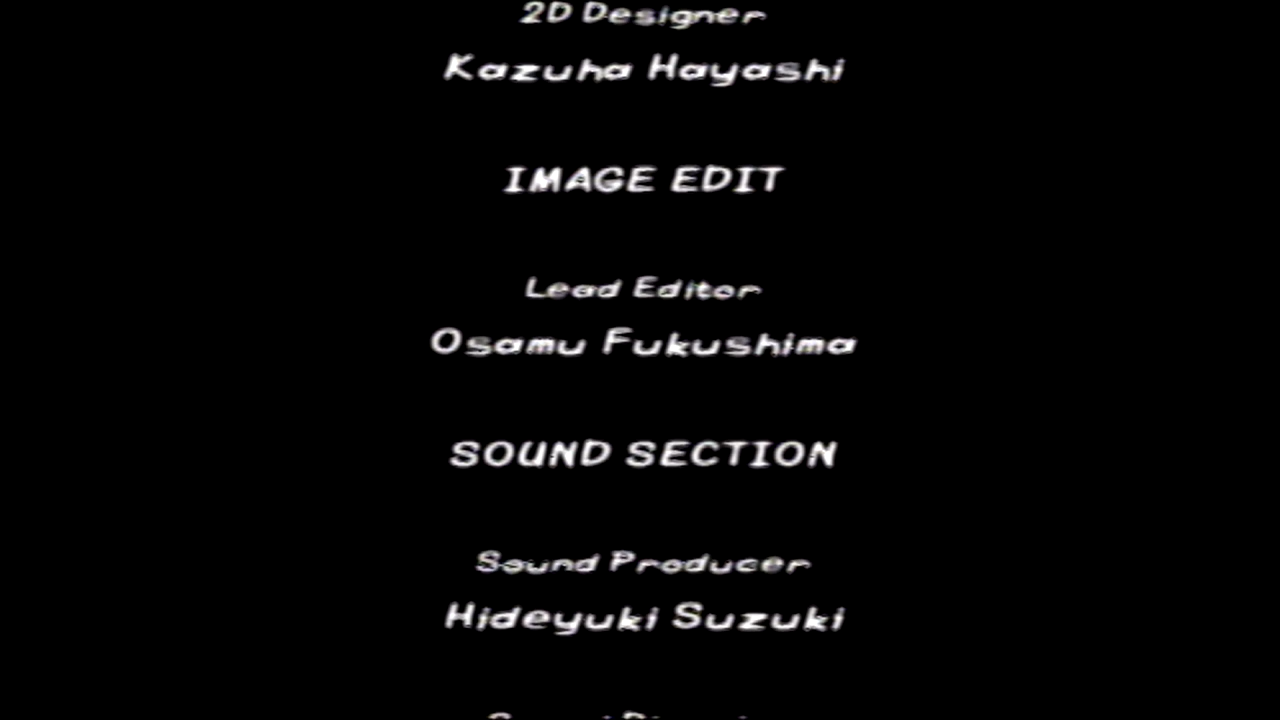 2D Designer
Kazuha Hayashi
IMAGE EDIT
Lead Editor
Osamu Fukushima
SOUND SECTION
Sound Producer
Hideyuki Suzuki